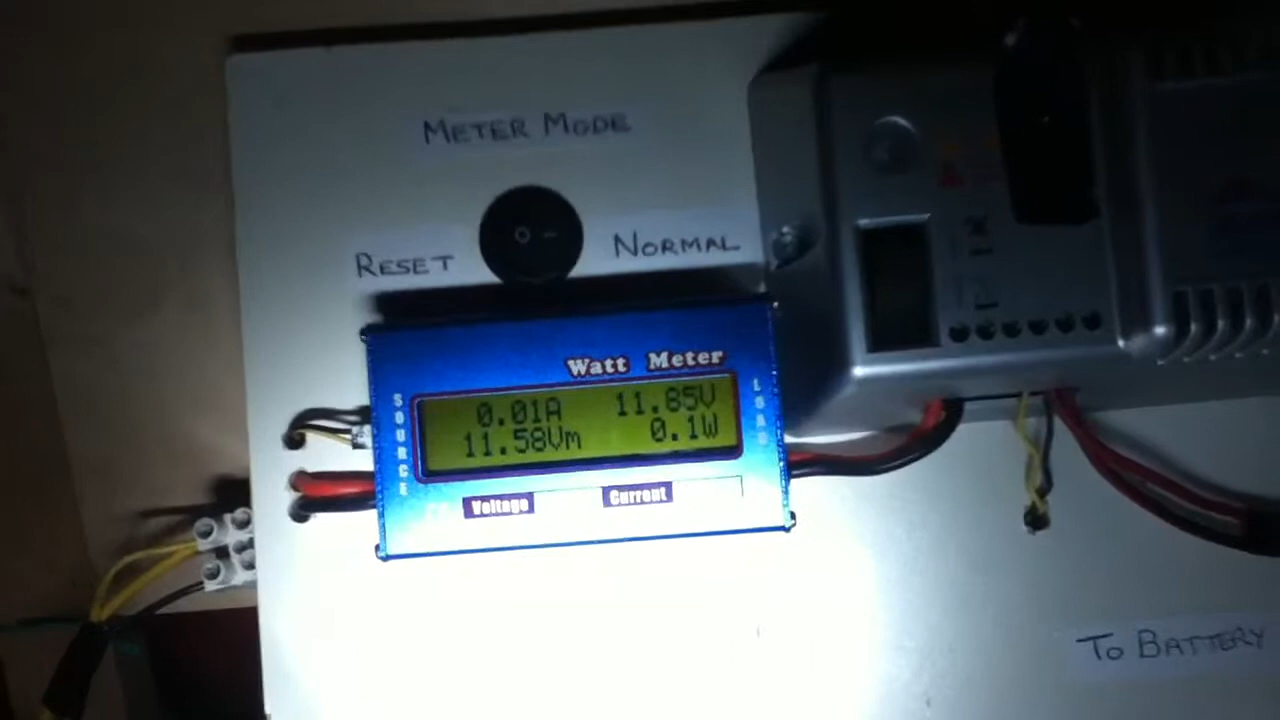 METER MODE
RESET
NORMAL
Watt Meter
SOURCE
LOAD
0.01A 11.85V
11.58Vm 0.1W
Voltage
Current
TO BATTERY